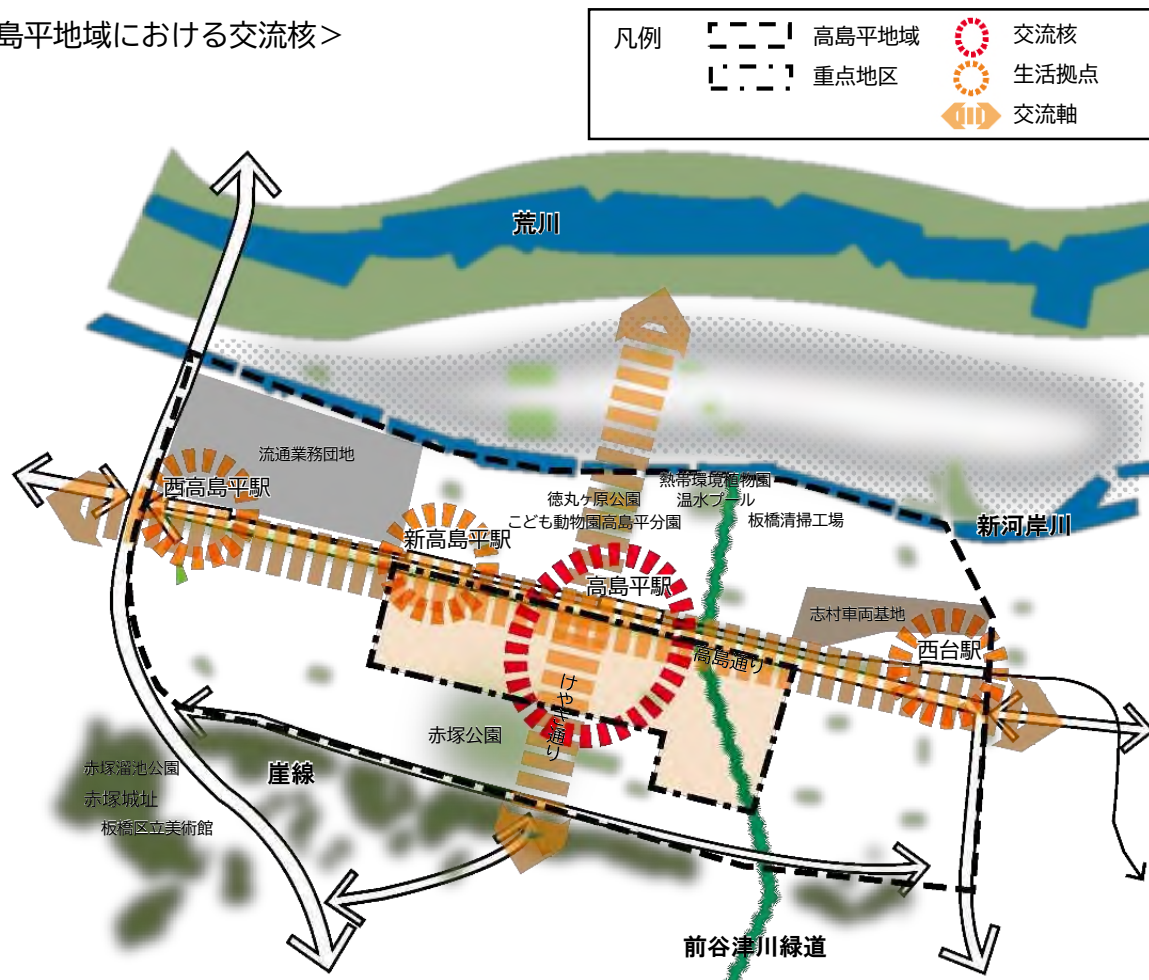 島平地域における交流核＞
凡例
高島平地域
交流核
重点地区
生活拠点
交流軸
荒川
流通業務団地
西高島平駅
熱帯環境植物園
徳丸ヶ原公園
温水プール
こども動物園高島平分園
板橋清掃工場
新高島平駅
新河岸川
高島平駅
志村車両基地
西台駅
高島通り
けやき通り
赤塚公園
崖線
赤塚溜池公園
赤塚城址
板橋区立美術館
前谷津川緑道